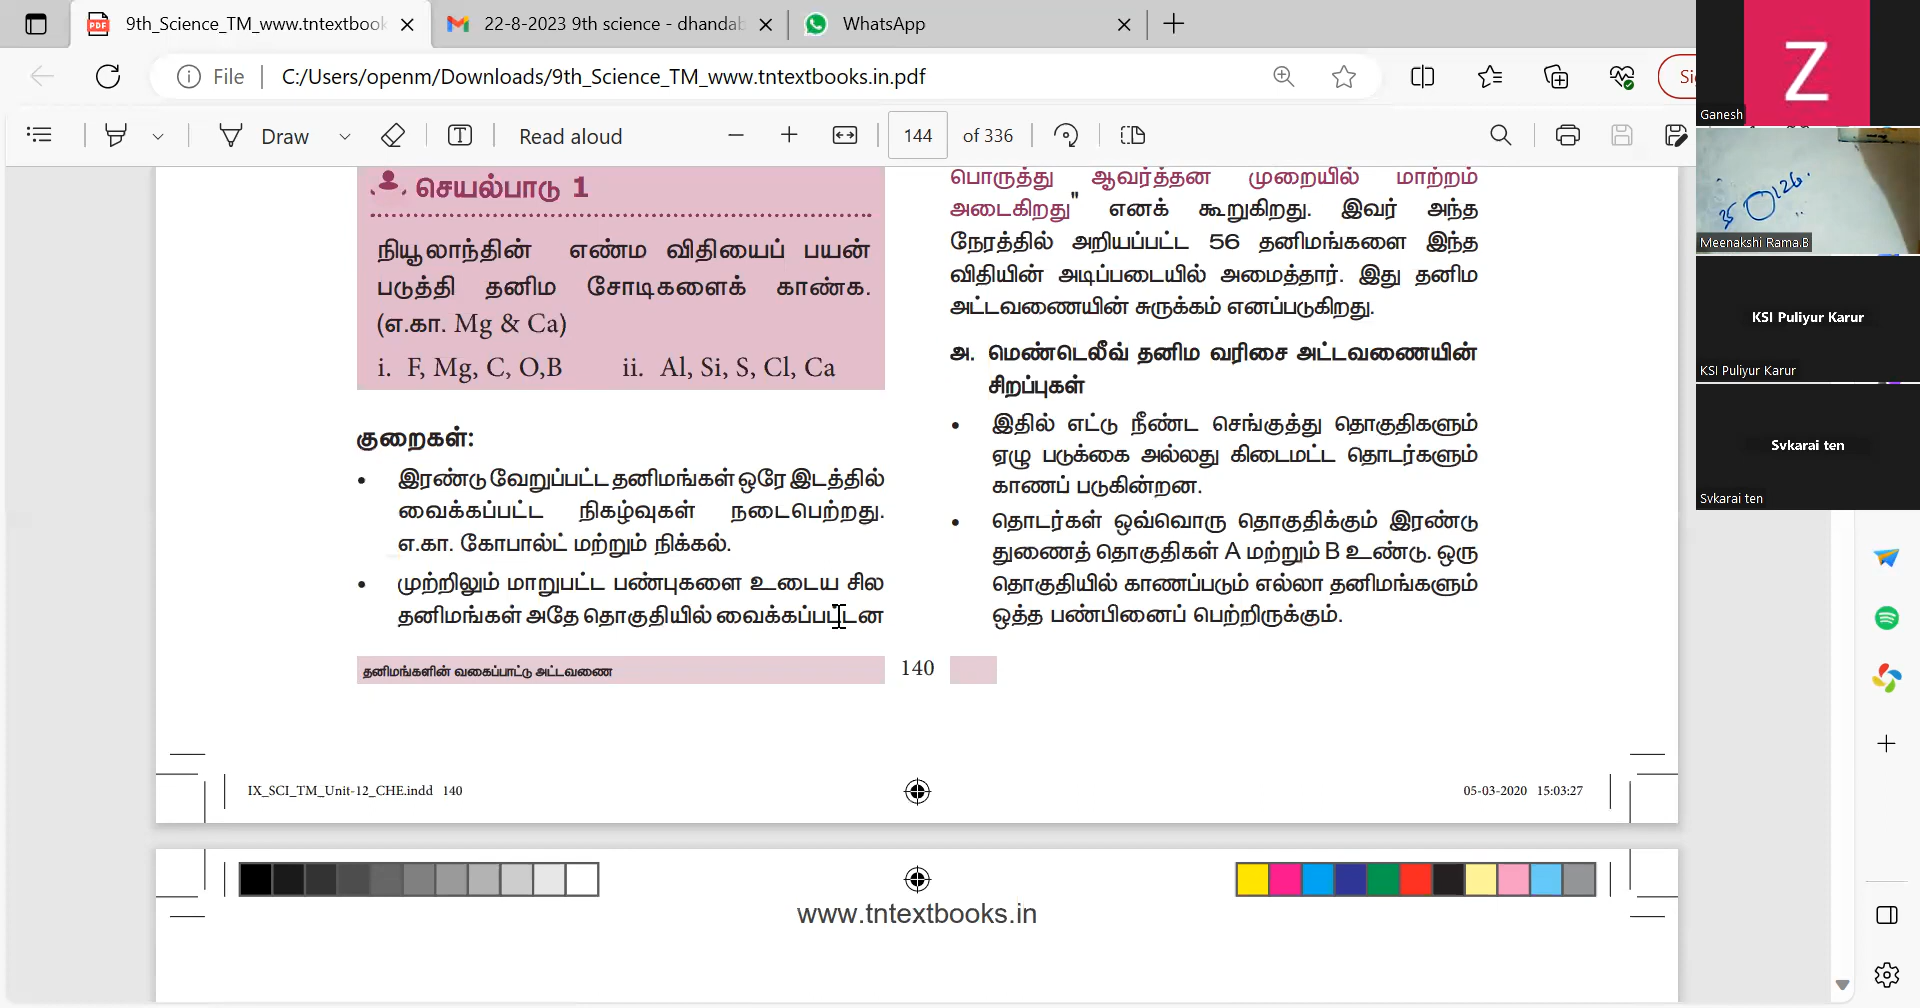 9th_Science_TM_www.tntextbook
22-8-2023 9th science - dhandab
WhatsApp
File
C:/Users/openm/Downloads/9th_Science_TM_www.tntextbooks.in.pdf
Draw
Read aloud
144 of 336
செயல்பாடு 1
நியூலாந்தின் எண்ம விதியைப் பயன்
படுத்தி தனிம சோடிகளைக் காண்க.
(எ.கா. Mg & Ca)
i. F, Mg, C, O,B ii. Al, Si, S, Cl, Ca
குறைகள்:
• இரண்டு வேறுப்பட்ட தனிமங்கள் ஒரே இடத்தில்
வைக்கப்பட்ட நிகழ்வுகள் நடைபெற்றது.
எ.கா. கோபால்ட் மற்றும் நிக்கல்.
• முற்றிலும் மாறுபட்ட பண்புகளை உடைய சில
தனிமங்கள் அதே தொகுதியில் வைக்கப்பட்டன
பொருத்து ஆவர்த்தன முறையில் மாற்றம்
அடைகிறது" எனக் கூறுகிறது. இவர் அந்த
நேரத்தில் அறியப்பட்ட 56 தனிமங்களை இந்த
விதியின் அடிப்படையில் அமைத்தார். இது தனிம
அட்டவணையின் சுருக்கம் எனப்படுகிறது.
அ. மெண்டெலீவ் தனிம வரிசை அட்டவணையின்
சிறப்புகள்
• இதில் எட்டு நீண்ட செங்குத்து தொகுதிகளும்
ஏழு படுக்கை அல்லது கிடைமட்ட தொடர்களும்
காணப் படுகின்றன.
• தொடர்கள் ஒவ்வொரு தொகுதிக்கும் இரண்டு
துணைத் தொகுதிகள் A மற்றும் B உண்டு. ஒரு
தொகுதியில் காணப்படும் எல்லா தனிமங்களும்
ஒத்த பண்பினைப் பெற்றிருக்கும்.
தனிமங்களின் வகைப்பாட்டு அட்டவணை
140
IX_SCI_TM_Unit-12_CHE.indd 140
05-03-2020 15:03:27
www.tntextbooks.in
Z
Ganesh
35 126.
Meenakshi Rama.B
KSI Puliyur Karur
KSI Puliyur Karur
Svkarai ten
Svkarai ten